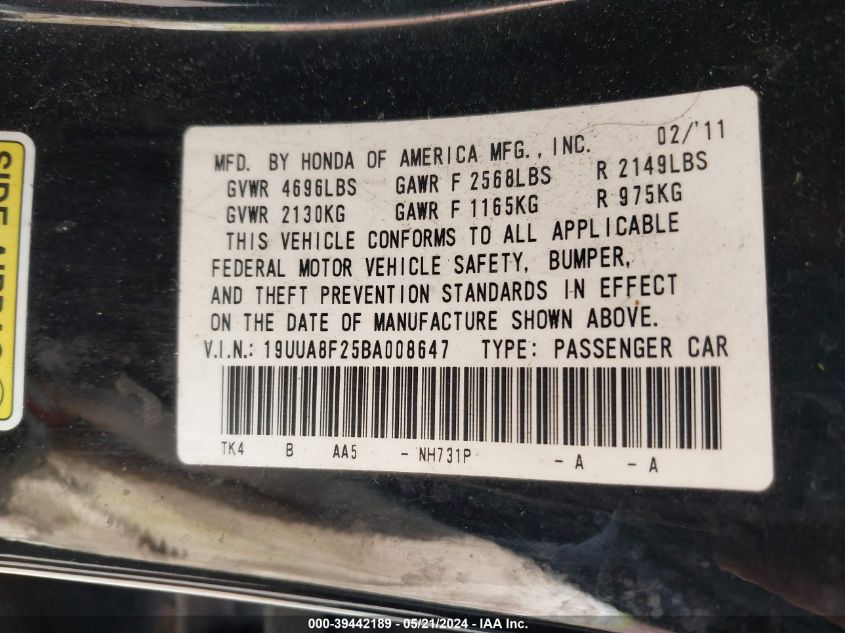 MFD. BY HONDA OF AMERICA MFG., INC. 02/'11
GVWR 4696LBS GAWR F 2568LBS R 2149LBS
GVWR 2130KG GAWR F 1165KG R 975KG
THIS VEHICLE CONFORMS TO ALL APPLICABLE
FEDERAL MOTOR VEHICLE SAFETY, BUMPER,
AND THEFT PREVENTION STANDARDS IN EFFECT
ON THE DATE OF MANUFACTURE SHOWN ABOVE.
V.I.N.: 19UUA8F25BA008647 TYPE: PASSENGER CAR
TK4 B AA5 - NH731P - A - A
SIDE
000-39442189 - 05/21/2024 - IAA Inc.